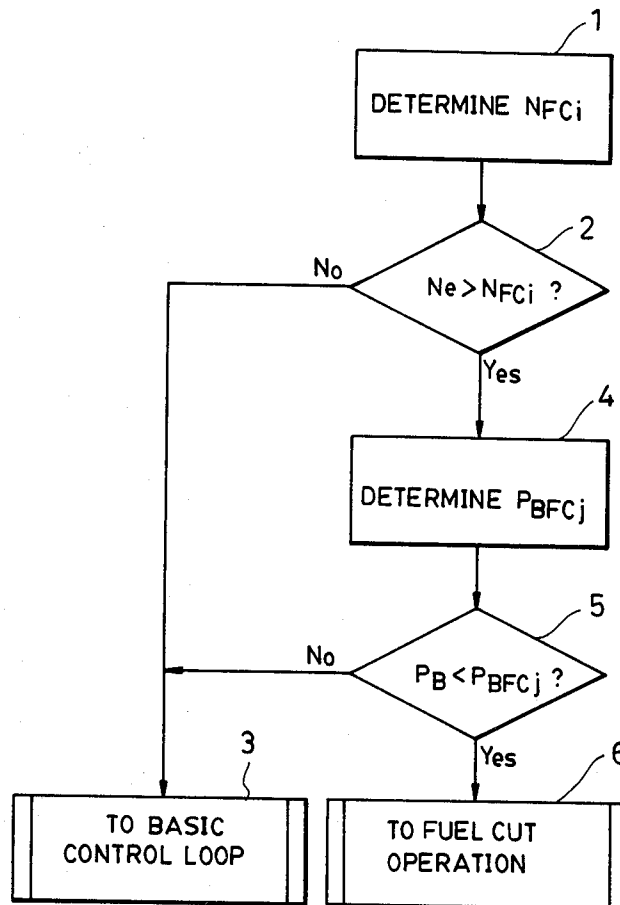 1
DETERMINE NFCi
2
No
Ne > NFCi ?
Yes
4
DETERMINE PBFCj
5
No
PB < PBFCj ?
Yes
3
6
TO BASIC
CONTROL LOOP
TO FUEL CUT
OPERATION